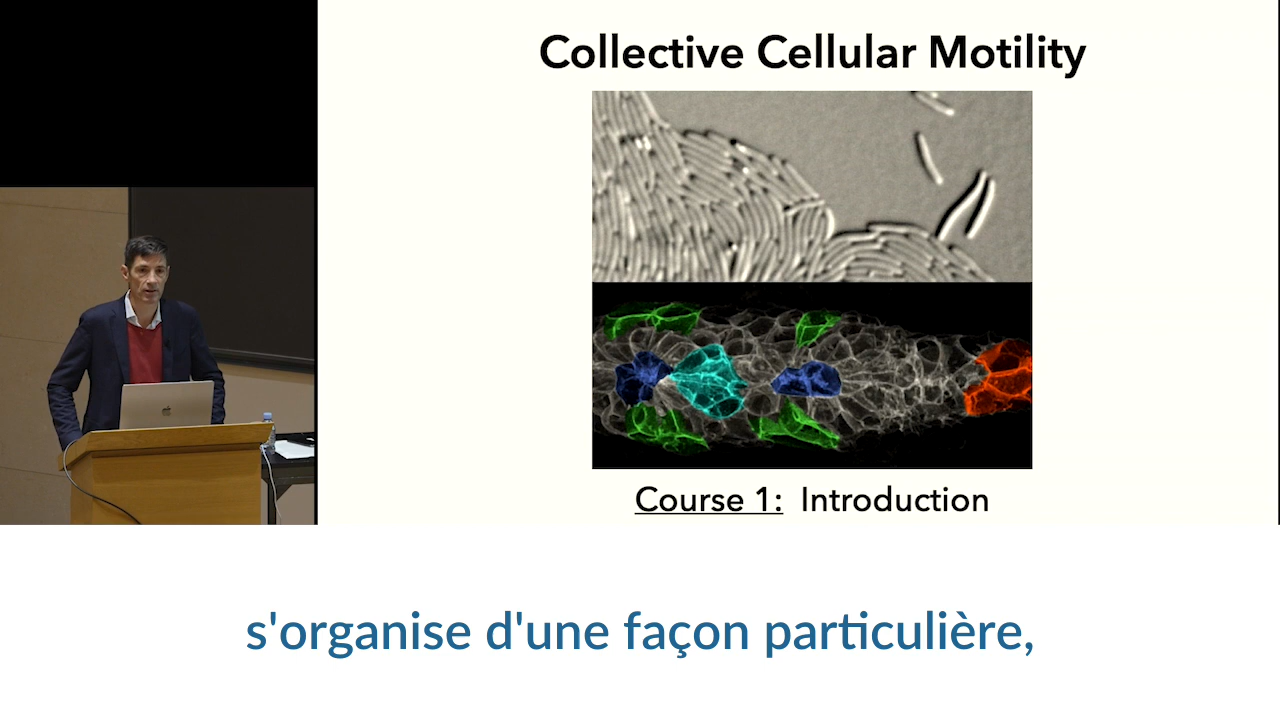 Collective Cellular Motility
Course 1: Introduction
s'organise d'une façon particulière,